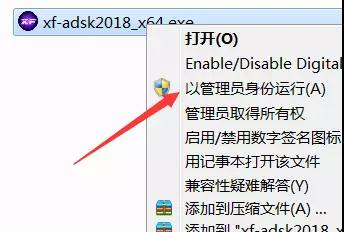 xf-adsk2018_x64.exe
打开(O)
Enable/Disable Digital
以管理员身份运行(A)
管理员取得所有权
启用/禁用数字签名图标
用记事本打开该文件
兼容性疑难解答(Y)
添加到压缩文件(A) ...
添加到 "xf-adsk2018_x